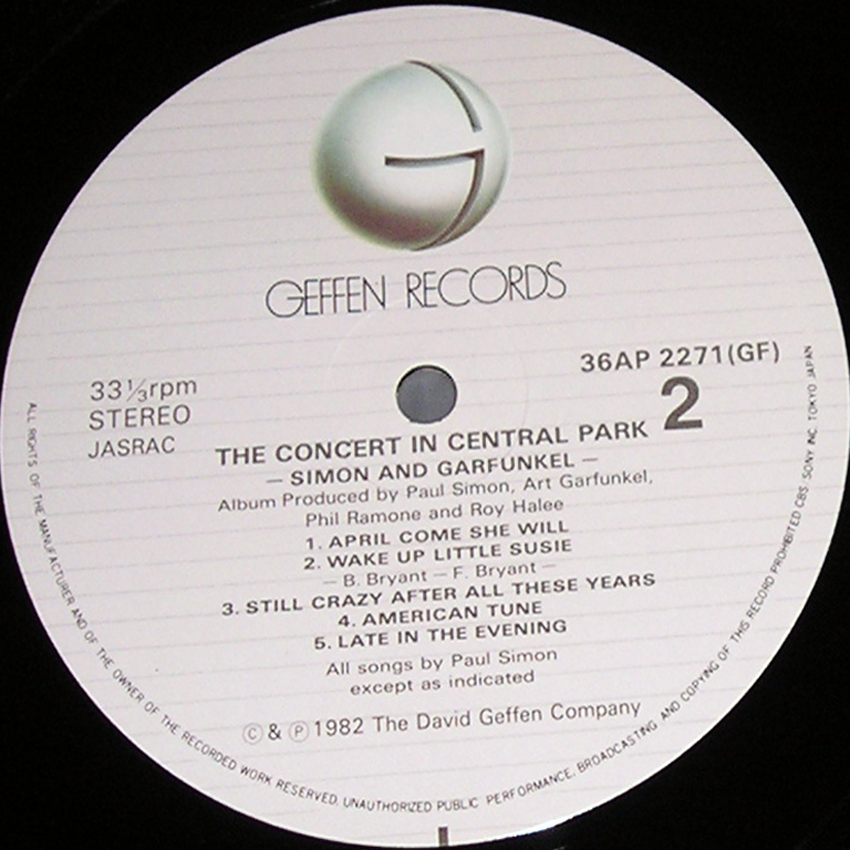 GEFFEN RECORDS
36AP 2271(GF)
2
33⅓rpm
STEREO
JASRAC
THE CONCERT IN CENTRAL PARK
— SIMON AND GARFUNKEL —
Album Produced by Paul Simon, Art Garfunkel,
Phil Ramone and Roy Halee
1. APRIL COME SHE WILL
2. WAKE UP LITTLE SUSIE
— B. Bryant — F. Bryant —
3. STILL CRAZY AFTER ALL THESE YEARS
4. AMERICAN TUNE
5. LATE IN THE EVENING
All songs by Paul Simon
except as indicated
Ⓒ & Ⓟ 1982 The David Geffen Company
ALL RIGHTS OF THE MANUFACTURER AND OF THE OWNER OF THE RECORDED WORK RESERVED. UNAUTHORIZED PUBLIC PERFORMANCE, BROADCASTING AND COPYING OF THIS RECORD PROHIBITED CBS/SONY INC. TOKYO JAPAN